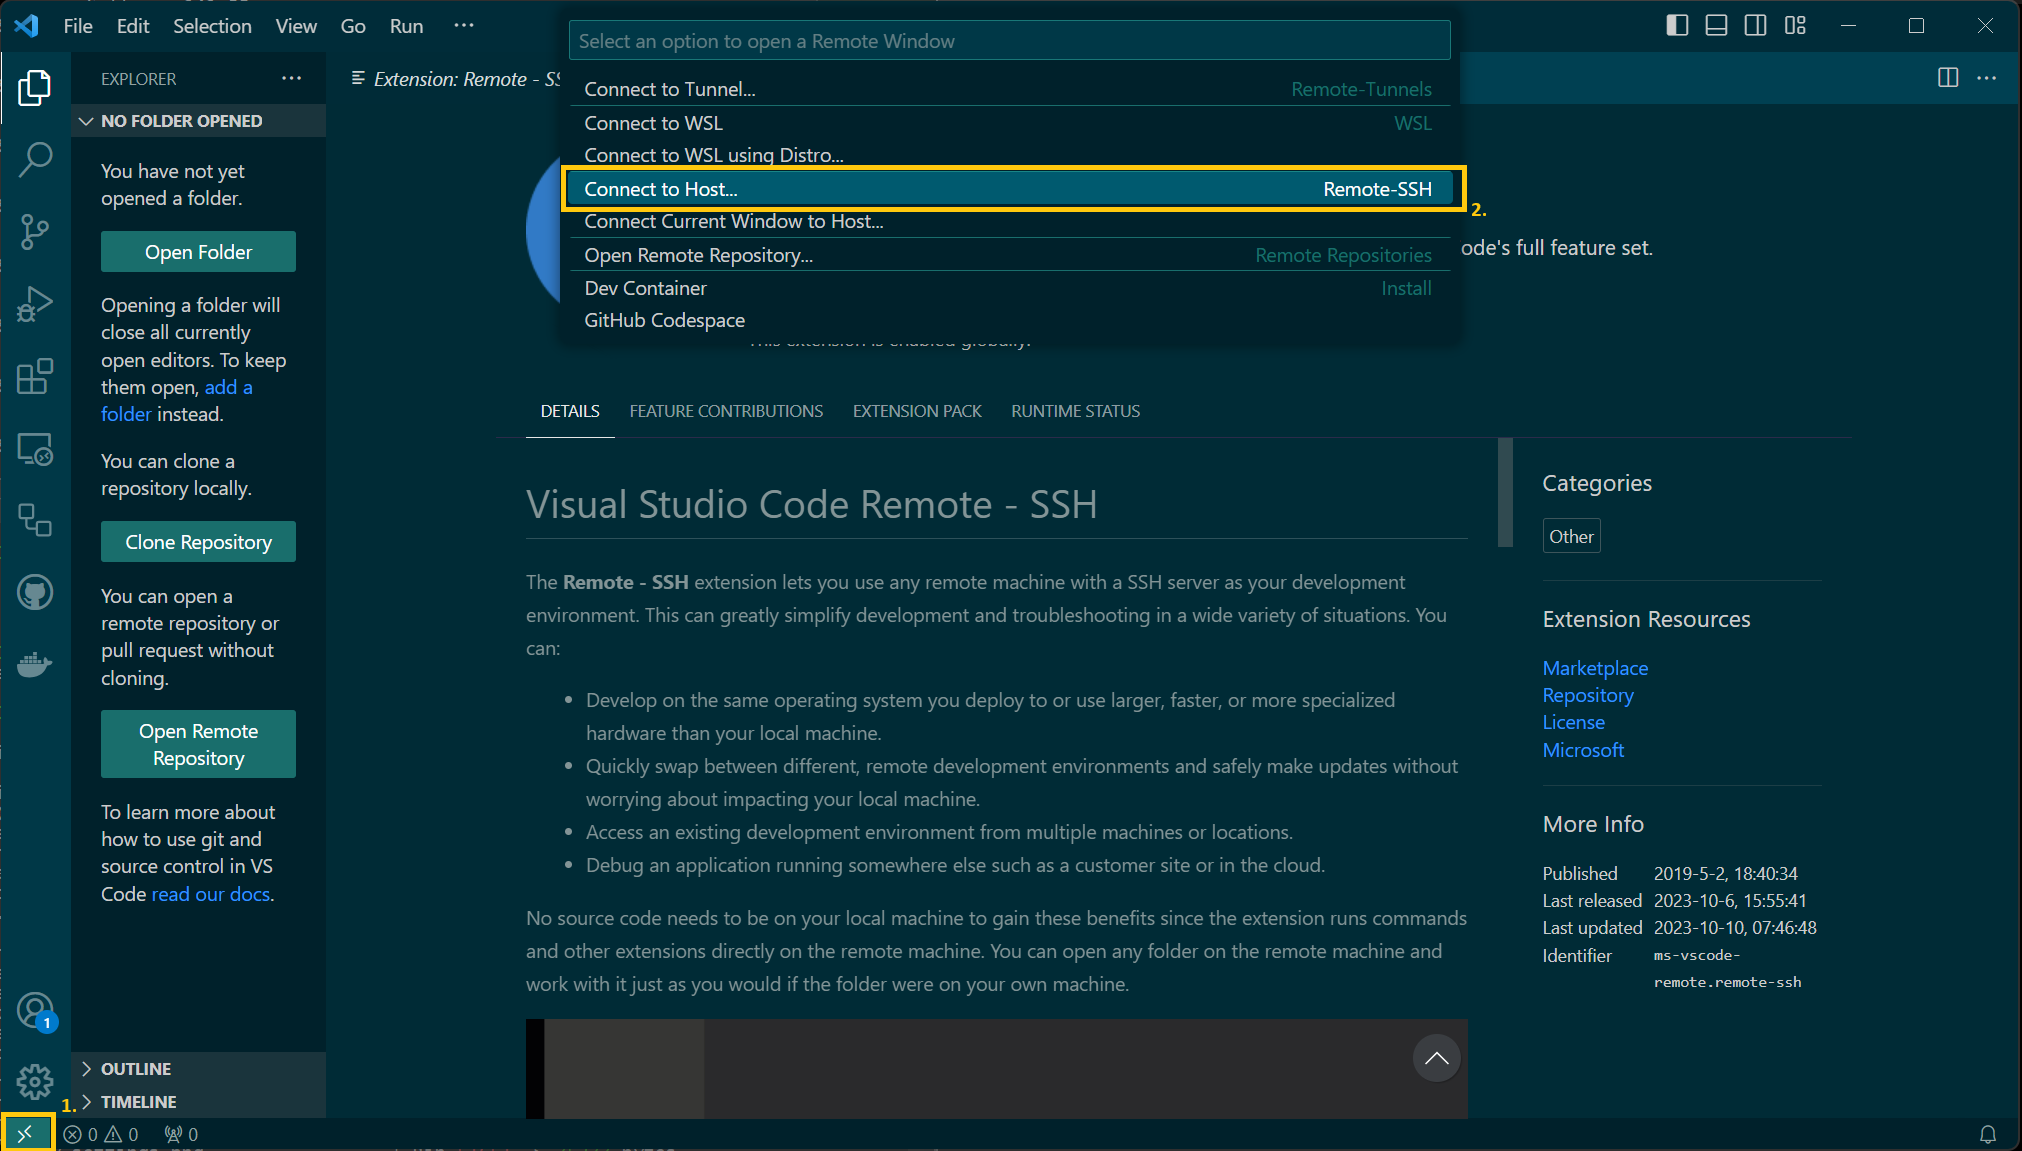 File Edit Selection View Go Run ···
Select an option to open a Remote Window
Connect to Tunnel... Remote-Tunnels
Connect to WSL WSL
Connect to WSL using Distro...
Connect to Host... Remote-SSH
2.
Connect Current Window to Host...
Open Remote Repository... Remote Repositories
Dev Container Install
GitHub Codespace
EXPLORER ···
NO FOLDER OPENED
You have not yet
opened a folder.
Open Folder
Opening a folder will
close all currently
open editors. To keep
them open, add a
folder instead.
You can clone a
repository locally.
Clone Repository
You can open a
remote repository or
pull request without
cloning.
Open Remote
Repository
To learn more about
how to use git and
source control in VS
Code read our docs.
OUTLINE
TIMELINE
1
1.
0 0 0
Extension: Remote - SS
ode's full feature set.
This extension is enabled globally.
DETAILS FEATURE CONTRIBUTIONS EXTENSION PACK RUNTIME STATUS
Visual Studio Code Remote - SSH
The Remote - SSH extension lets you use any remote machine with a SSH server as your development
environment. This can greatly simplify development and troubleshooting in a wide variety of situations. You
can:
• Develop on the same operating system you deploy to or use larger, faster, or more specialized
hardware than your local machine.
• Quickly swap between different, remote development environments and safely make updates without
worrying about impacting your local machine.
• Access an existing development environment from multiple machines or locations.
• Debug an application running somewhere else such as a customer site or in the cloud.
No source code needs to be on your local machine to gain these benefits since the extension runs commands
and other extensions directly on the remote machine. You can open any folder on the remote machine and
work with it just as you would if the folder were on your own machine.
Categories
Other
Extension Resources
Marketplace
Repository
License
Microsoft
More Info
Published 2019-5-2, 18:40:34
Last released 2023-10-6, 15:55:41
Last updated 2023-10-10, 07:46:48
Identifier ms-vscode-
remote.remote-ssh